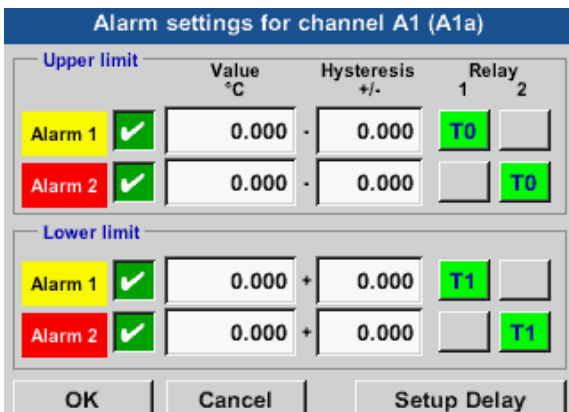 Alarm settings for channel A1 (A1a)
Upper limit Value Hysteresis Relay
°C +/- 1 2
Alarm 1 0.000 - 0.000 T0
Alarm 2 0.000 - 0.000 T0
Lower limit
Alarm 1 0.000 + 0.000 T1
Alarm 2 0.000 + 0.000 T1
OK Cancel Setup Delay